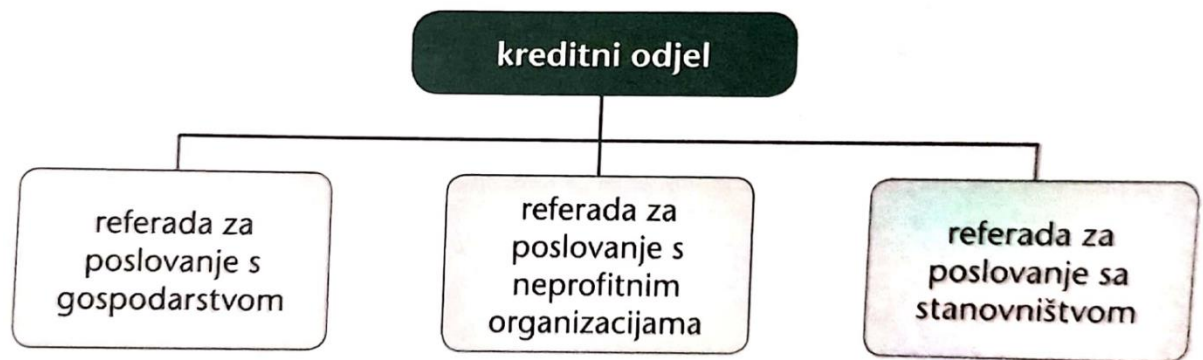 kreditni odjel
referada za
poslovanje s
gospodarstvom
referada za
poslovanje s
neprofitnim
organizacijama
referada za
poslovanje sa
stanovništvom